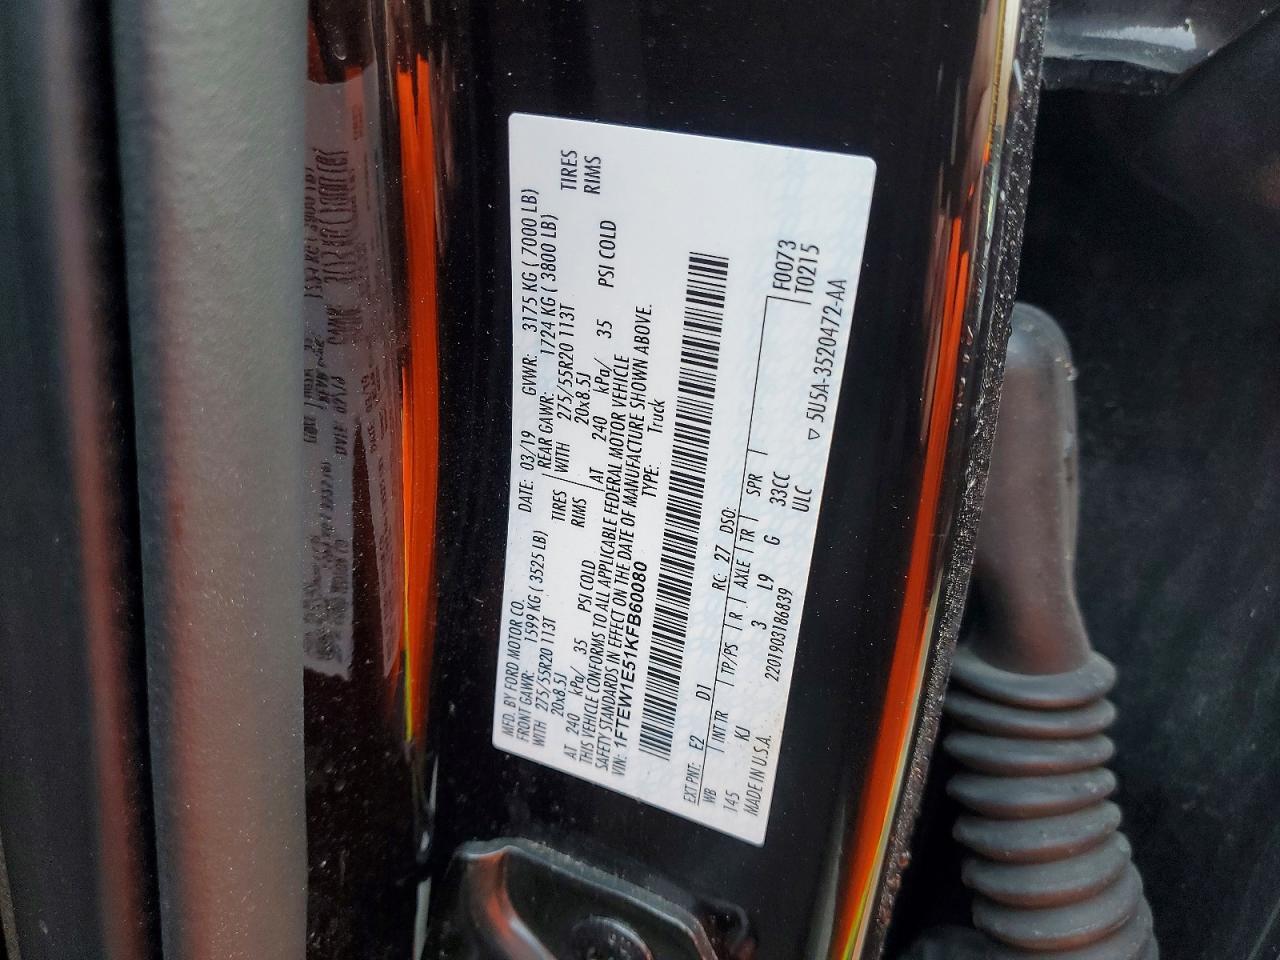 MFD. BY FORD MOTOR CO.
DATE: 03/19 GVWR: 3175 KG ( 7000 LB)
FRONT GAWR: 1599 KG ( 3525 LB) REAR GAWR: 1724 KG ( 3800 LB)
WITH 275/55R20 113T TIRES WITH 275/55R20 113T TIRES
20x8.5J RIMS 20x8.5J RIMS
AT 240 kPa/ 35 PSI COLD AT 240 kPa/ 35 PSI COLD
THIS VEHICLE CONFORMS TO ALL APPLICABLE FEDERAL MOTOR VEHICLE
SAFETY STANDARDS IN EFFECT ON THE DATE OF MANUFACTURE SHOWN ABOVE.
VIN: 1FTEW1E51KFB60080 TYPE: Truck
EXT PNT: E2 D1 RC: 27 DSO: F0073
WB INT TR TP/PS R AXLE TR SPR T0215
145 KJ 3 L9 G 33CC
ULC
MADE IN U.S.A. 2201903186839 ▽ 5U5A-3520472-AA